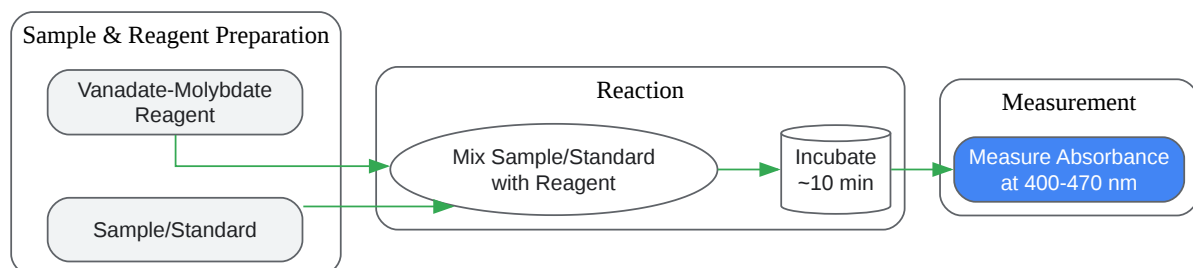 Sample & Reagent Preparation
Vanadate-Molybdate
Reagent
Sample/Standard
Reaction
Mix Sample/Standard
with Reagent
Incubate
~10 min
Measurement
Measure Absorbance
at 400-470 nm